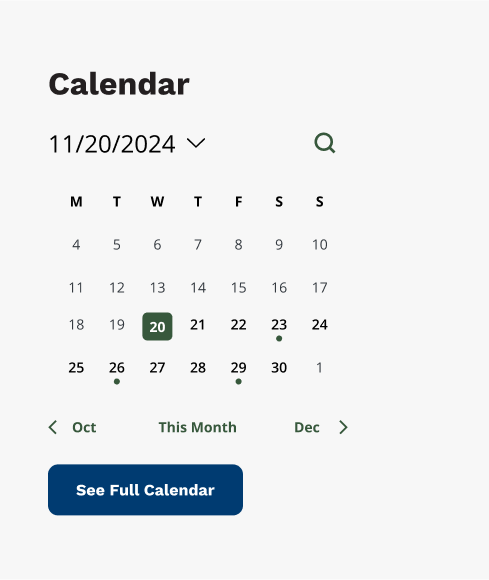 Calendar
11/20/2024
M T W T F S S
4 5 6 7 8 9 10
11 12 13 14 15 16 17
18 19 20 21 22 23 24
25 26 27 28 29 30 1
Oct This Month Dec
See Full Calendar